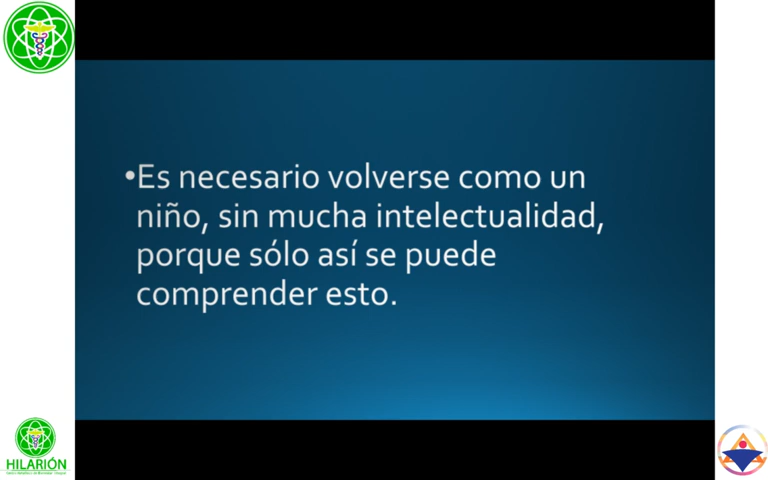 •Es necesario volverse como un
niño, sin mucha intelectualidad,
porque sólo así se puede
comprender esto.
HILARIÓN